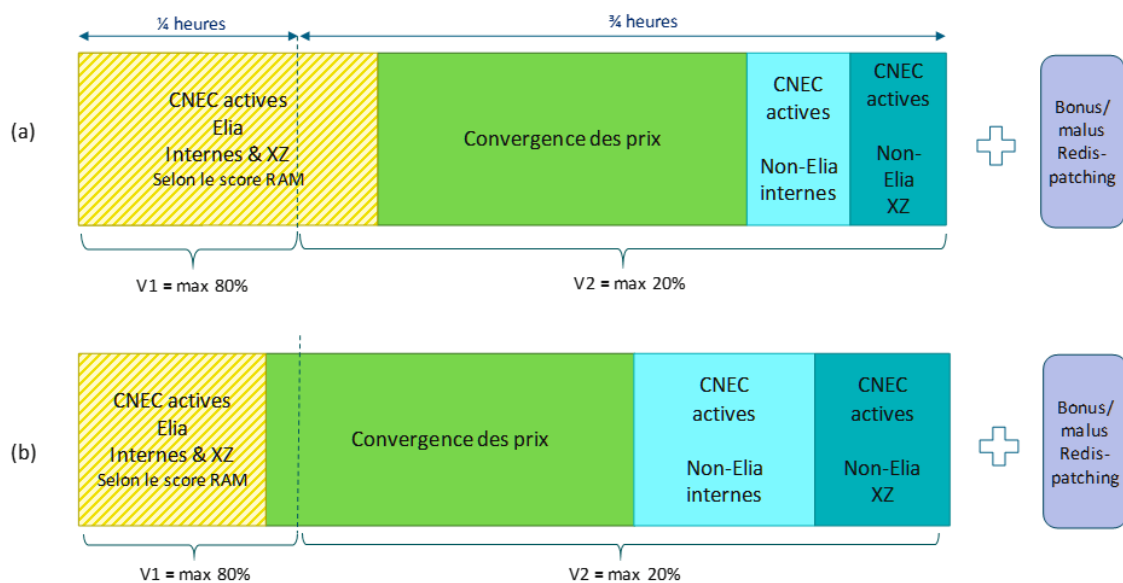 ¼ heures
¾ heures
(a)
CNEC actives
Elia
Internes & XZ
Selon le score RAM
Convergence des prix
CNEC
actives
Non-Elia
internes
CNEC
actives
Non-
Elia
XZ
Bonus/
malus
Redis-
patching
V1 = max 80%
V2 = max 20%
(b)
CNEC actives
Elia
Internes & XZ
Selon le score RAM
Convergence des prix
CNEC
actives
Non-Elia
internes
CNEC
actives
Non-Elia
XZ
Bonus/
malus
Redis-
patching
V1 = max 80%
V2 = max 20%